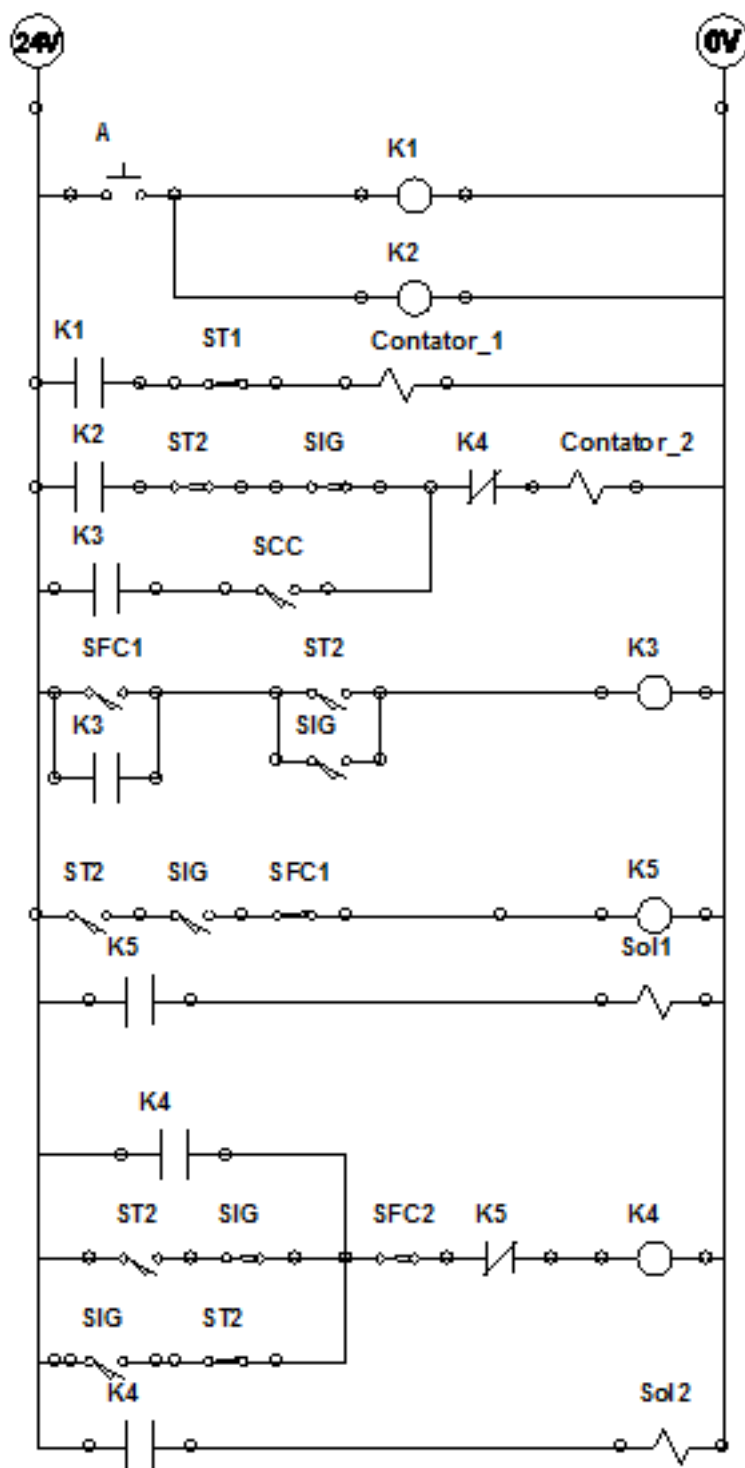 24V 0V
A
K1
K2
K1
ST1
Contator_1
K2
ST2
SIG
K4
Contator_2
K3
SCC
SFC1
ST2
K3
K3
SIG
ST2
SIG
SFC1
K5
K5
Sol1
K4
ST2
SIG
SFC2
K5
K4
SIG
ST2
K4
Sol2